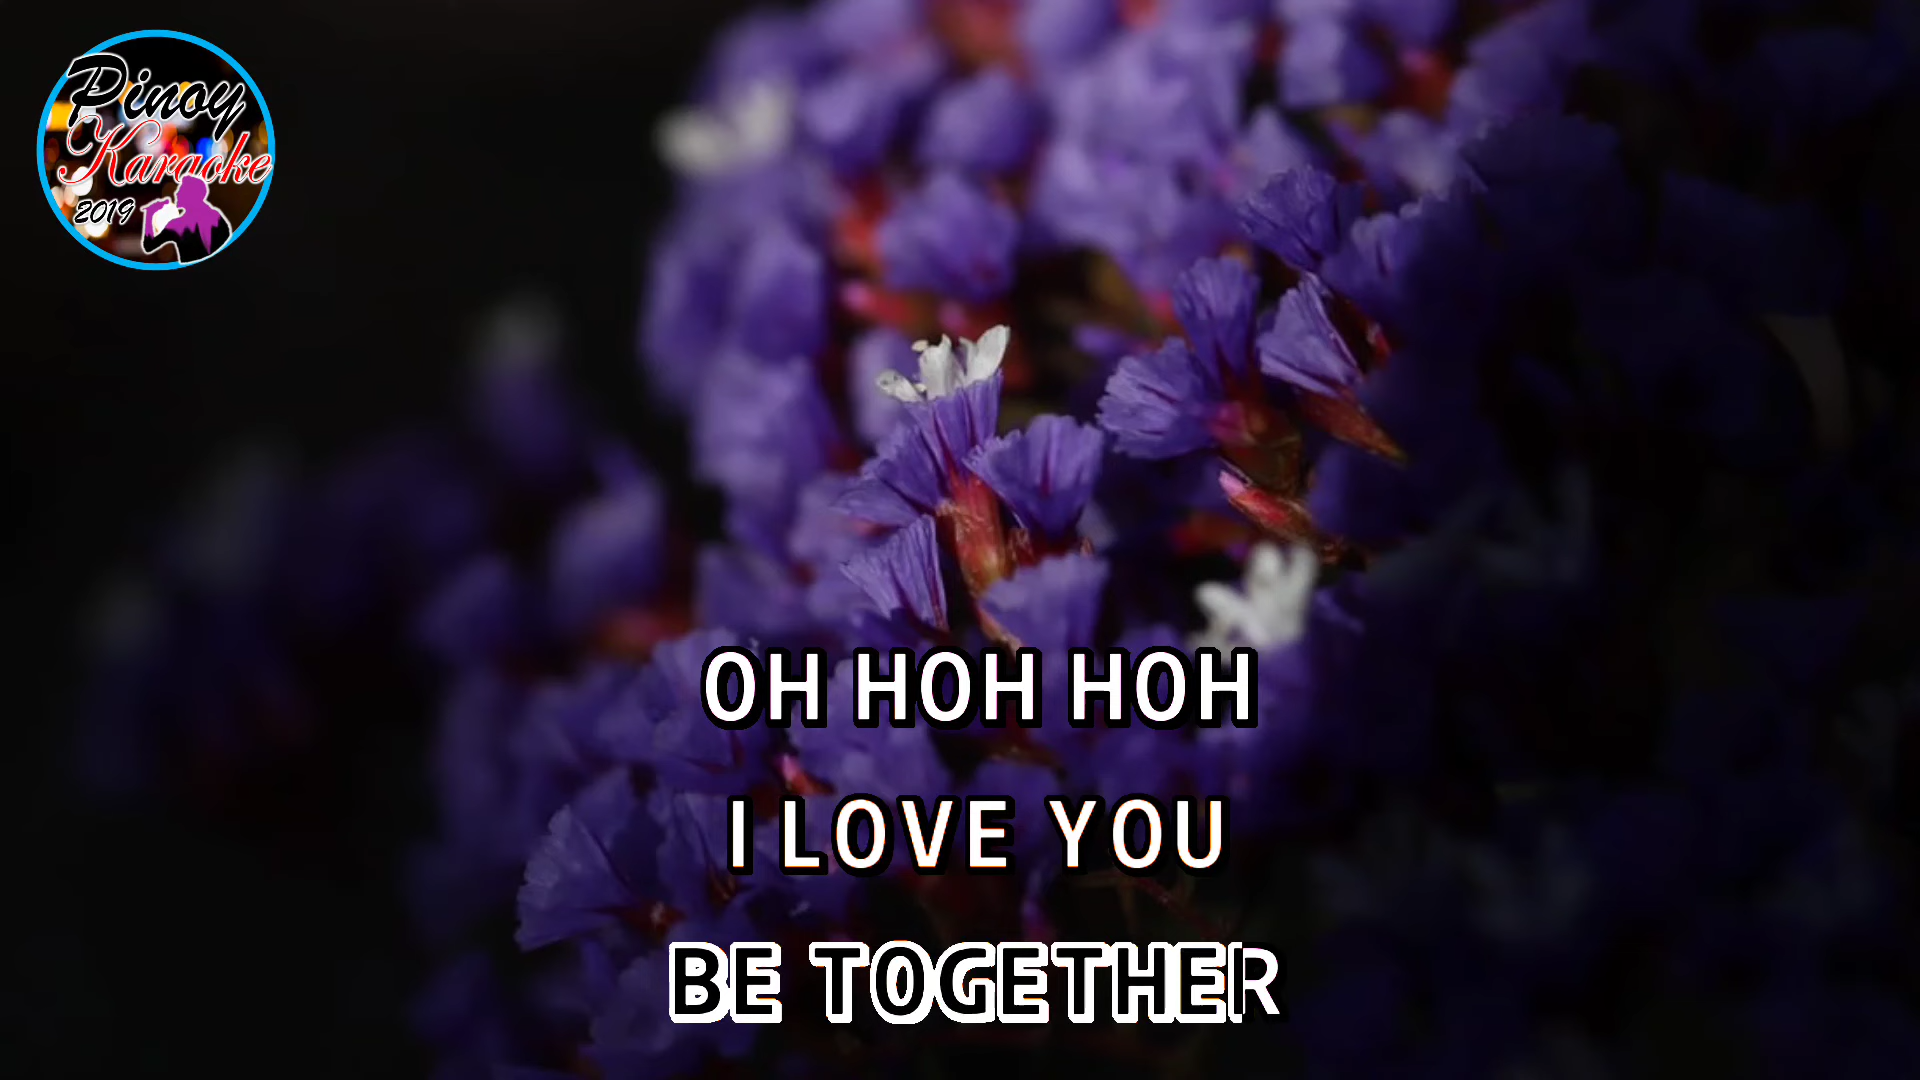 Pinoy
Karaoke
2019
OH HOH HOH
I LOVE YOU
BE TOGETHER